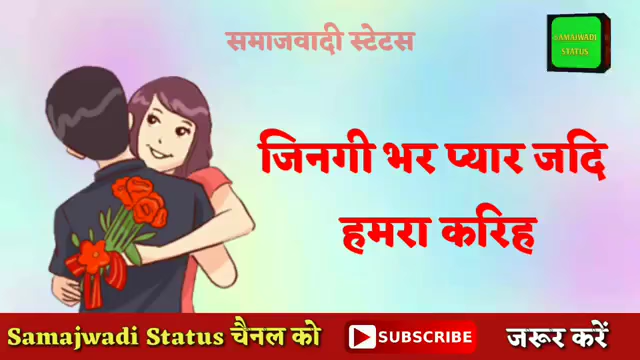 समाजवादी स्टेटस
SAMAJWADI
STATUS
जिनगी भर प्यार जदि
हमरा करिह
Samajwadi Status चैनल को SUBSCRIBE जरूर करें